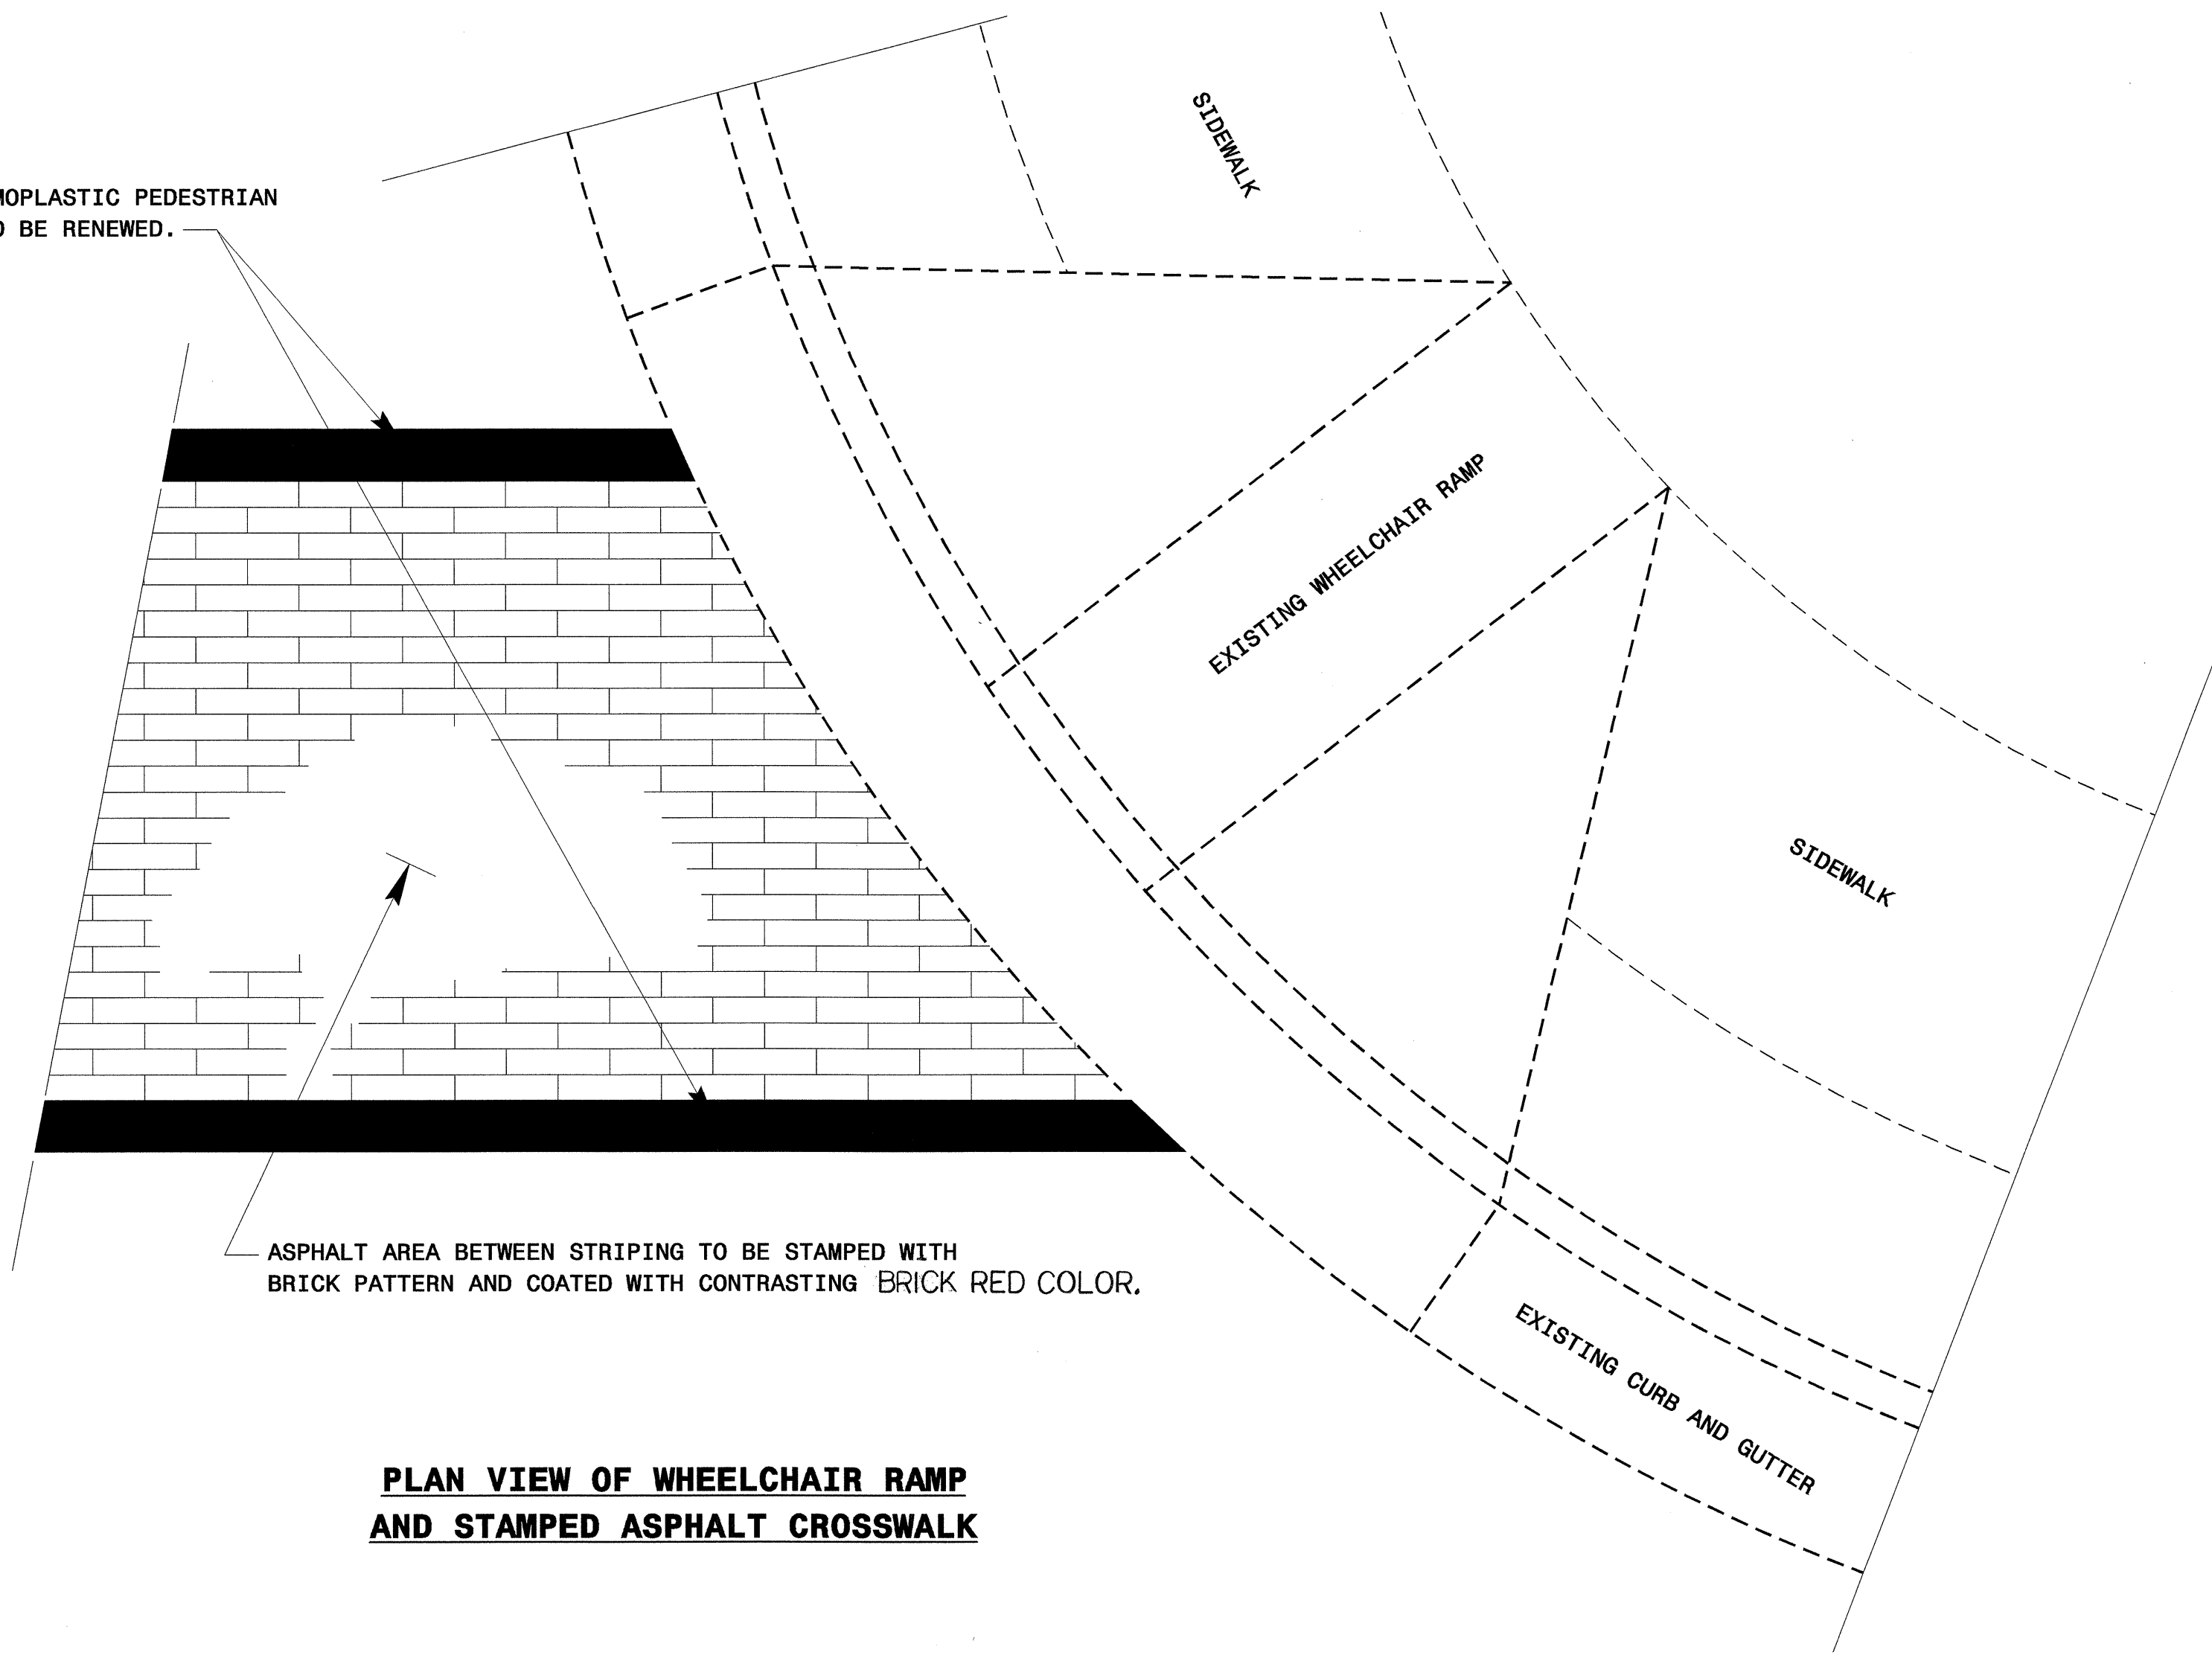 SIDEWALK
PEDESTRIAN
BE RENEWED.
EXISTING WHEELCHAIR RAMP
SIDEWALK
ASPHALT AREA BETWEEN STRIPING TO BE STAMPED WITH
BRICK PATTERN AND COATED WITH CONTRASTING BRICK RED COLOR.
EXISTING CURB AND GUTTER
PLAN VIEW OF WHEELCHAIR RAMP
AND STAMPED ASPHALT CROSSWALK